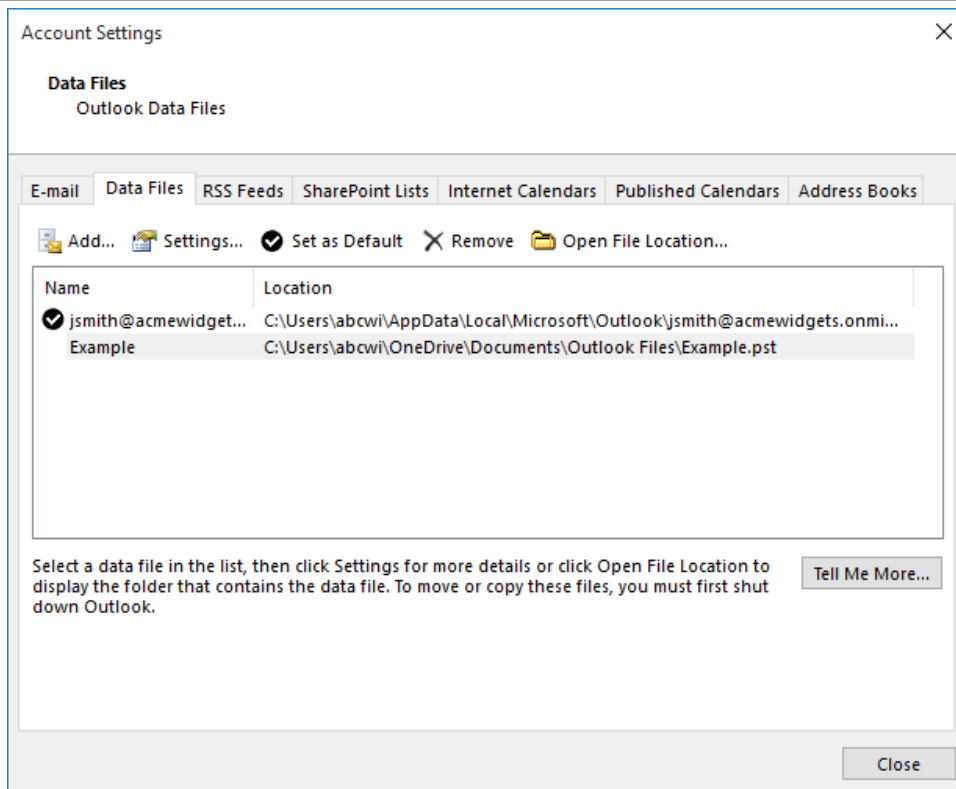 Account Settings
Data Files
Outlook Data Files
E-mail Data Files RSS Feeds SharePoint Lists Internet Calendars Published Calendars Address Books
Add... Settings... Set as Default Remove Open File Location...
Name Location
jsmith@acmewidget... C:\Users\abcwi\AppData\Local\Microsoft\Outlook\jsmith@acmewidgets.onmi...
Example C:\Users\abcwi\OneDrive\Documents\Outlook Files\Example.pst
Select a data file in the list, then click Settings for more details or click Open File Location to
display the folder that contains the data file. To move or copy these files, you must first shut
down Outlook.
Tell Me More...
Close